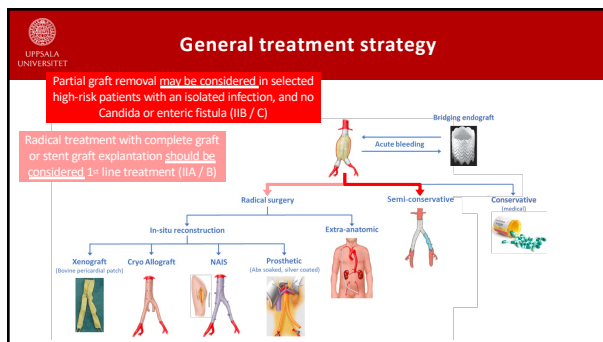 UPPSALA
UNIVERSITET
General treatment strategy
Partial graft removal may be considered in selected
high-risk patients with an isolated infection, and no
Candida or enteric fistula (IIB / C)
Bridging endograft
Acute bleeding
Radical treatment with complete graft
or stent graft explantation should be
considered 1st line treatment (IIA / B)
Radical surgery
Semi-conservative
Conservative
(medical)
In-situ reconstruction
Extra-anatomic
Xenograft
(Bovine pericardial patch)
Cryo Allograft
NAIS
Prosthetic
(Abx soaked, silver coated)